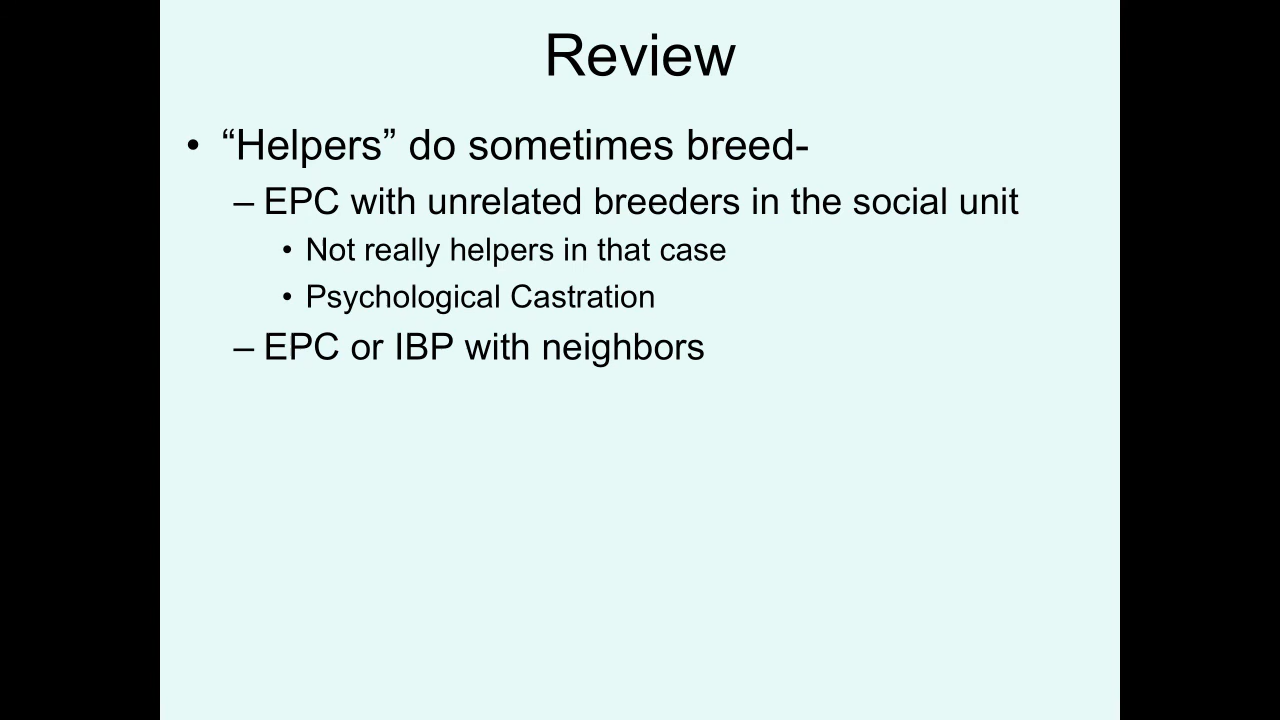 Review
• “Helpers” do sometimes breed-
– EPC with unrelated breeders in the social unit
• Not really helpers in that case
• Psychological Castration
– EPC or IBP with neighbors